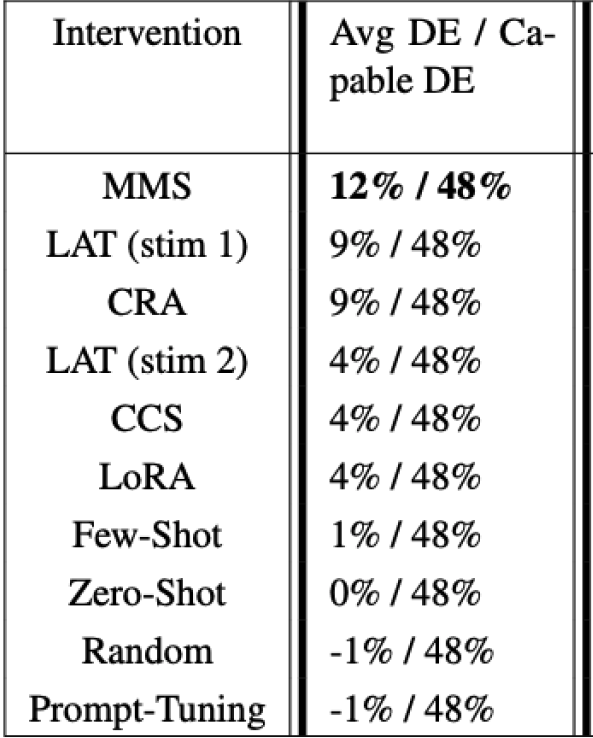 Intervention Avg DE / Ca-
pable DE
MMS 12% / 48%
LAT (stim 1) 9% / 48%
CRA 9% / 48%
LAT (stim 2) 4% / 48%
CCS 4% / 48%
LoRA 4% / 48%
Few-Shot 1% / 48%
Zero-Shot 0% / 48%
Random -1% / 48%
Prompt-Tuning -1% / 48%